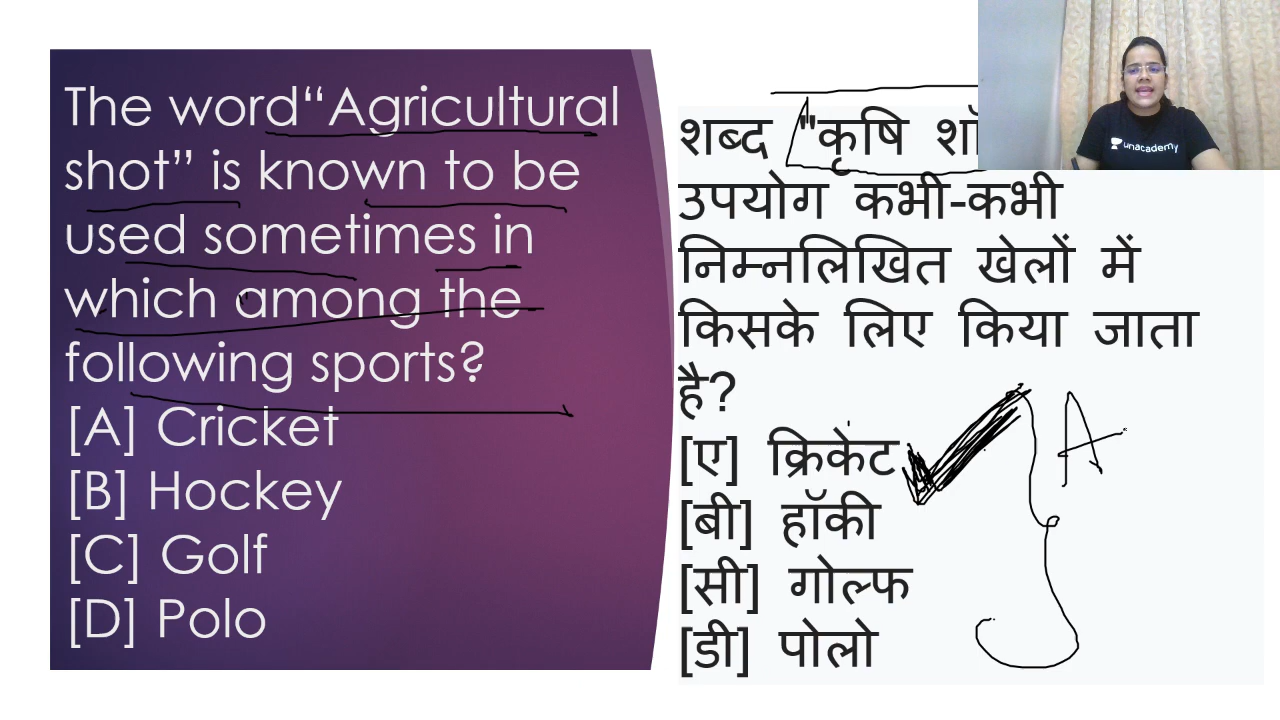 The word“Agricultural
shot” is known to be
used sometimes in
which among the
following sports?
[A] Cricket
[B] Hockey
[C] Golf
[D] Polo
शब्द "कृषि
उपयोग कभी-कभी
निम्नलिखित खेलों में
किसके लिए किया जाता
है?
[ए] क्रिकेट
[बी] हॉकी
[सी] गोल्फ
[डी] पोलो
A
unacademy